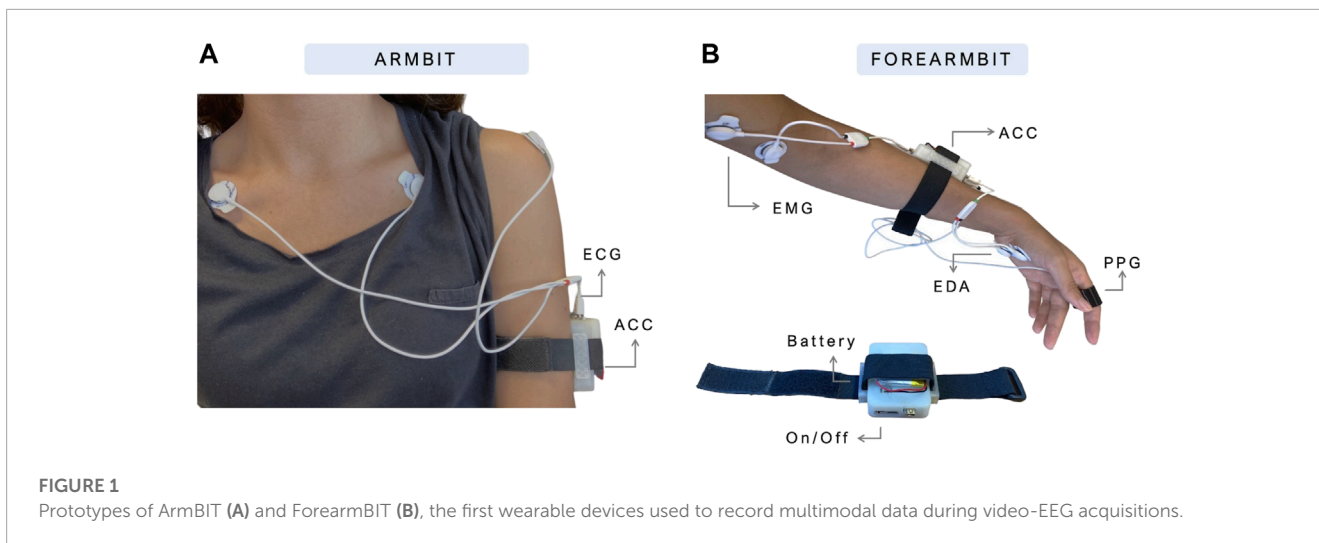 A
ARMBIT
ECG
ACC
B
FOREARMBIT
ACC
EMG
EDA
PPG
Battery
On/Off
FIGURE 1
Prototypes of ArmBIT (A) and ForearmBIT (B), the first wearable devices used to record multimodal data during video-EEG acquisitions.